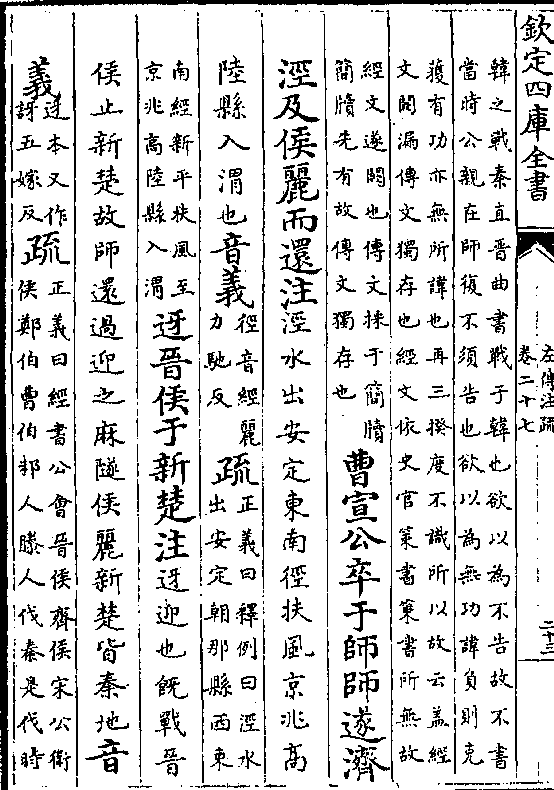 欽定四庫全書
左傳注疏
卷二十七
二十三
韓之戰秦直晉曲書戰于韓也欲以為不告故不書
當時公親在師復不須告也欲以為無功諱負則克
獲有功亦無所諱也再三揆度不識所以故云蓋經
文闕漏傳文獨存也經文依史官策書策書所無故
經文遂闕也傳文採于簡牘
簡牘先有故傳文獨存也
曹宣公卒于師師遂濟
涇及侯麗而還注涇水出安定東南徑扶風京兆高
陸縣入渭也音義
徑音經麗
力馳反
疏
正義曰釋例曰涇水
出安定朝那縣西東
南經新平扶風至
京兆高陸縣入渭
迓晉侯于新楚注迓迎也既戰晉
侯止新楚故師還過迎之麻隧侯麗新楚皆秦地音
義
迓本又作
訝五嫁反
疏
正義曰經書公會晉侯齊侯宋公衛
侯鄭伯曹伯邾人滕人伐秦是伐時